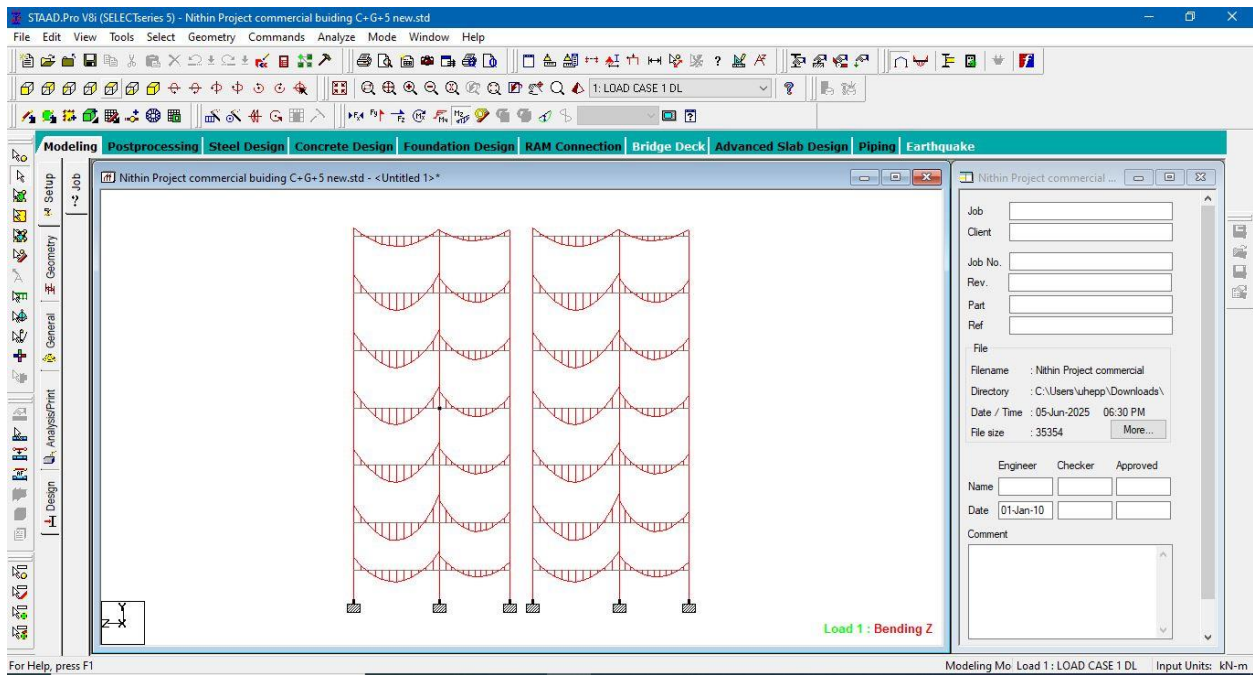 STAAD.Pro V8i (SELECTseries 5) - Nithin Project commercial buiding C+G+5 new.std
File Edit View Tools Select Geometry Commands Analyze Mode Window Help
1: LOAD CASE 1 DL
Modeling Postprocessing Steel Design Concrete Design Foundation Design RAM Connection Bridge Deck Advanced Slab Design Piping Earthquake
Setup
Geometry
General
Analysis/Print
Design
Job
Nithin Project commercial buiding C+G+5 new.std - <Untitled 1>*
Y
Z X
Load 1 : Bending Z
Nithin Project commercial ...
Job
Client
Job No.
Rev.
Part
Ref
File
Filename : Nithin Project commercial
Directory : C:\Users\uhepp\Downloads\
Date / Time : 05-Jun-2025 06:30 PM
File size : 35354 More...
Engineer Checker Approved
Name
Date 01-Jan-10
Comment
For Help, press F1
Modeling Mo Load 1 : LOAD CASE 1 DL Input Units: kN-m